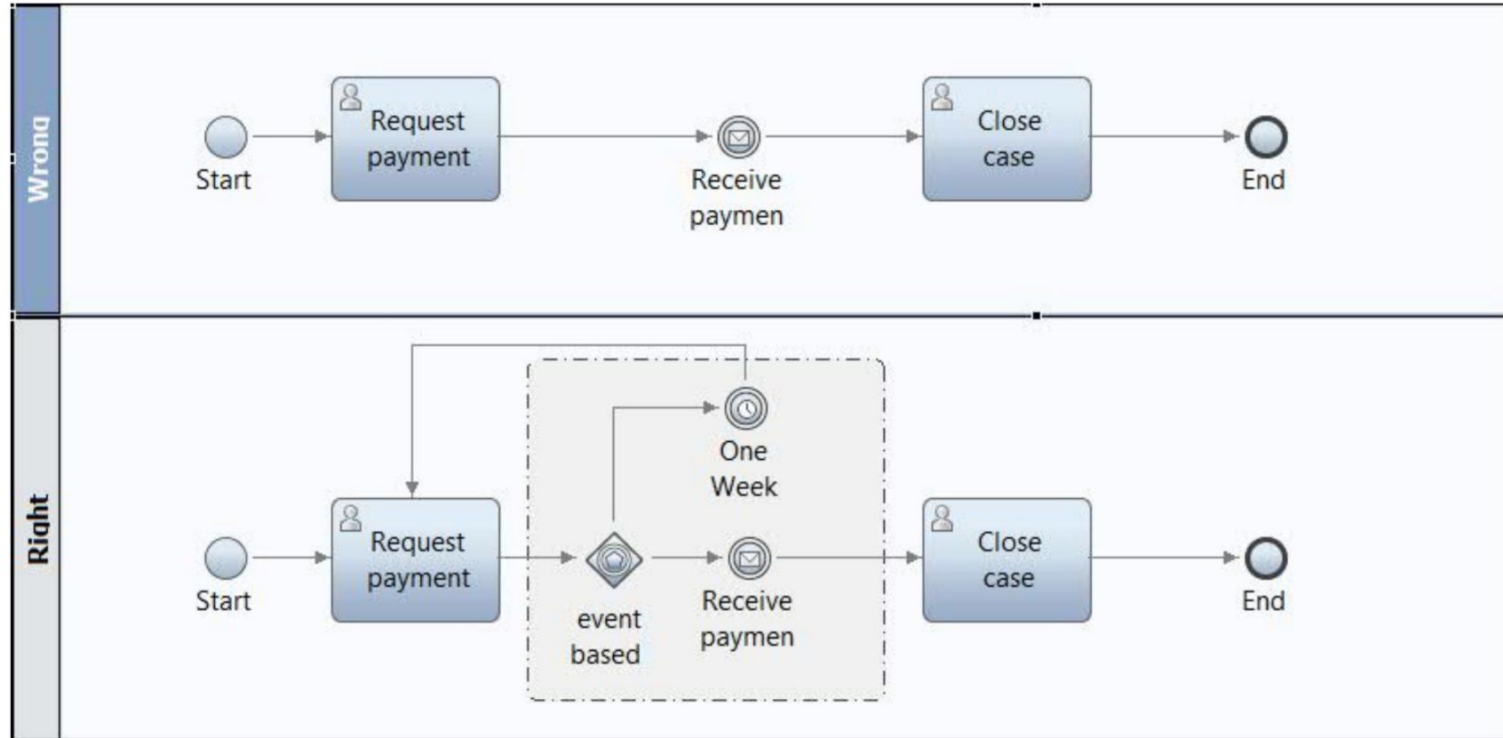 Wrong
Request
payment
Close
case
Start
Receive
paymen
End
Right
One
Week
Request
payment
Close
case
Start
event
based
Receive
paymen
End